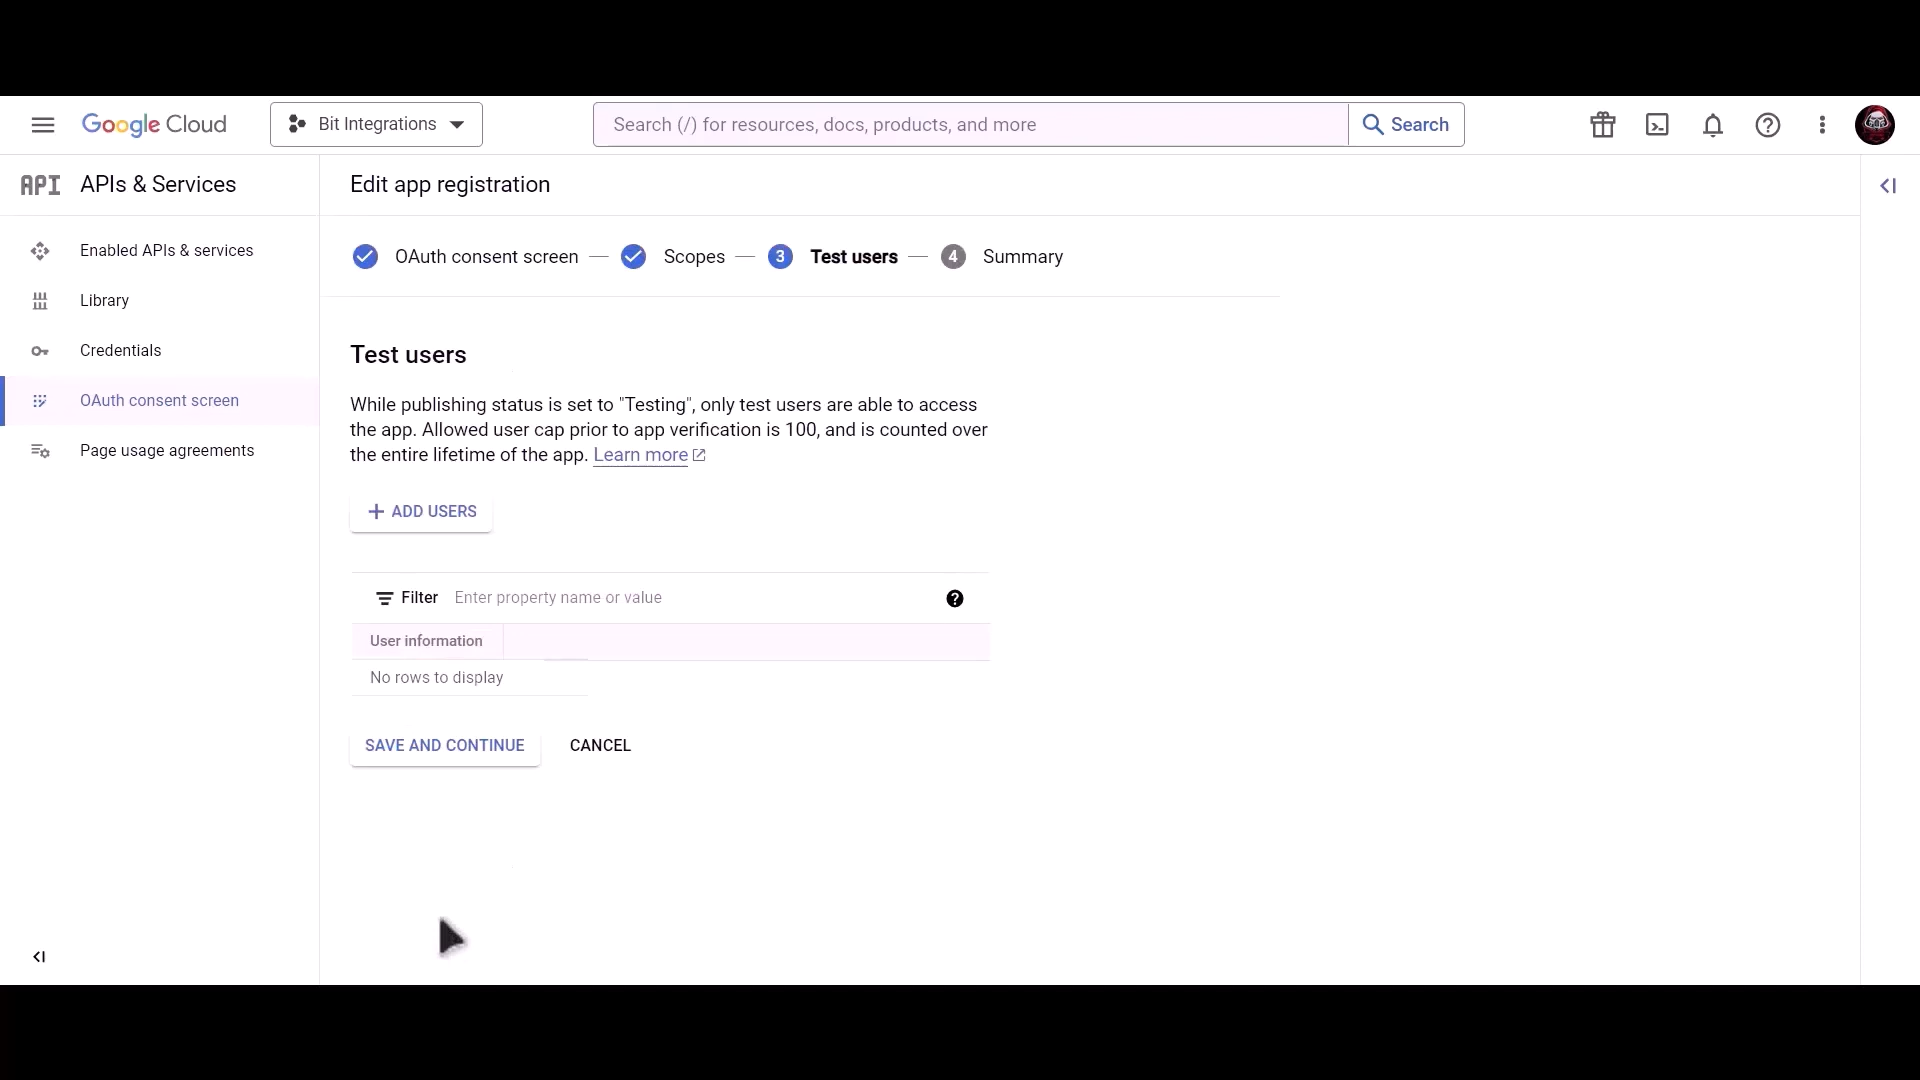 Google Cloud
Bit Integrations
Search (/) for resources, docs, products, and more
Search
API
APIs & Services
Edit app registration
Enabled APIs & services
Library
Credentials
OAuth consent screen
Page usage agreements
OAuth consent screen
Scopes
3
Test users
4
Summary
Test users
While publishing status is set to "Testing", only test users are able to access
the app. Allowed user cap prior to app verification is 100, and is counted over
the entire lifetime of the app. Learn more
ADD USERS
Filter
Enter property name or value
User information
No rows to display
SAVE AND CONTINUE
CANCEL